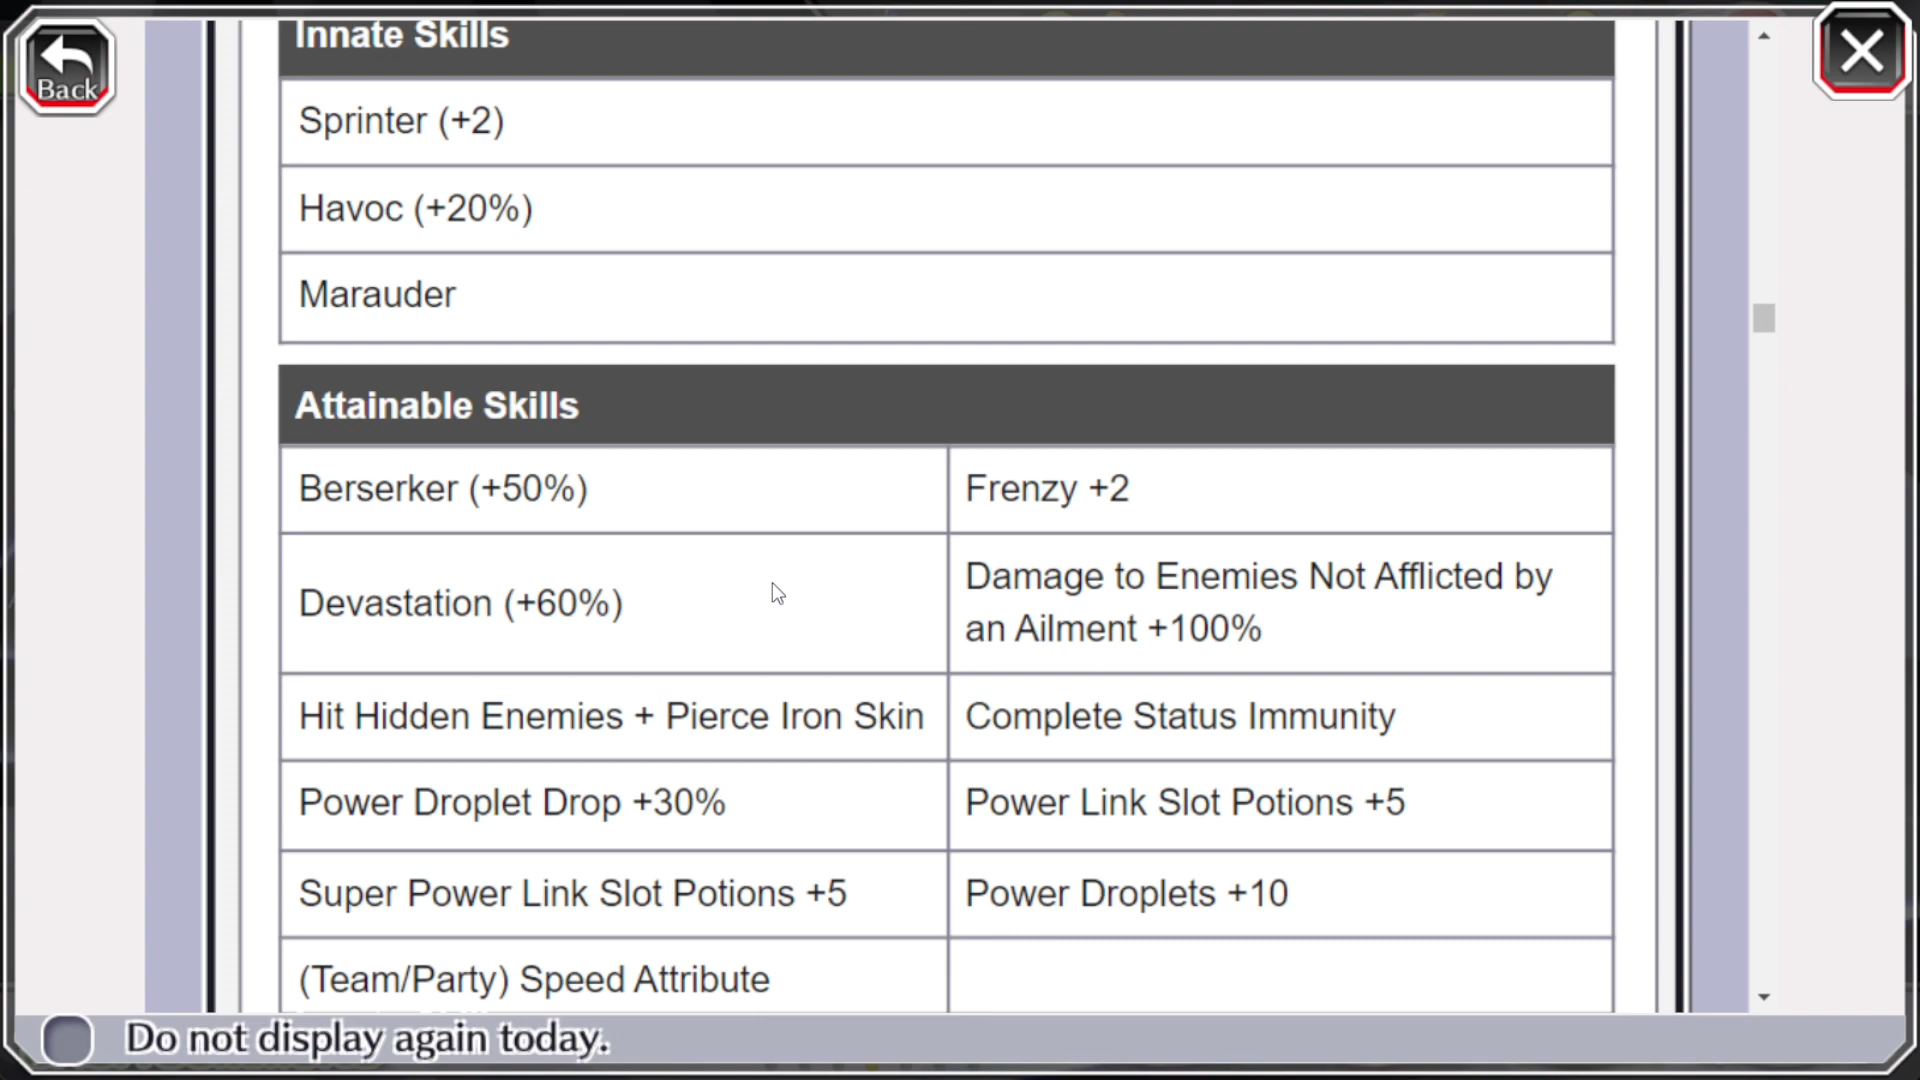 Back
Innate Skills
Sprinter (+2)
Havoc (+20%)
Marauder
Attainable Skills
Berserker (+50%)
Frenzy +2
Devastation (+60%)
Damage to Enemies Not Afflicted by
an Ailment +100%
Hit Hidden Enemies + Pierce Iron Skin
Complete Status Immunity
Power Droplet Drop +30%
Power Link Slot Potions +5
Super Power Link Slot Potions +5
Power Droplets +10
(Team/Party) Speed Attribute
Do not display again today.